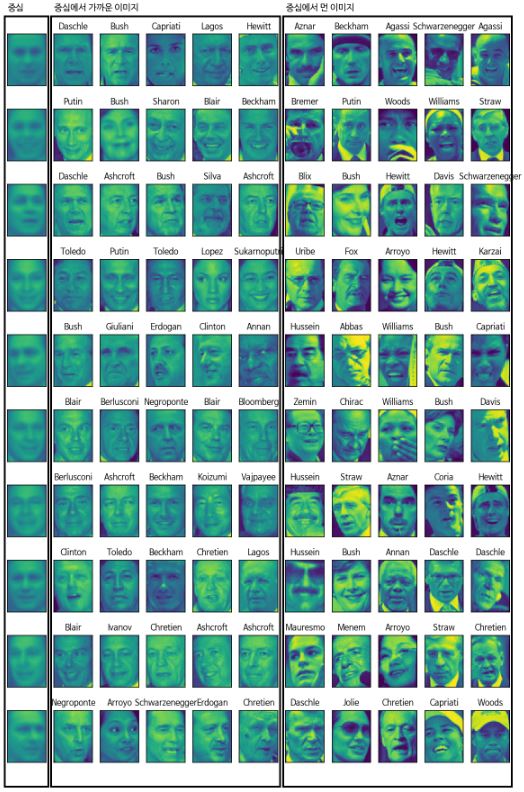 중심 중심에서 가까운 이미지 중심에서 먼 이미지
Daschle Bush Capriati Lagos Hewitt Aznar Beckham Agassi Schwarzenegger Agassi
Putin Bush Sharon Blair Beckham Bremer Putin Woods Williams Straw
Daschle Ashcroft Bush Silva Ashcroft Blix Bush Hewitt Davis Schwarzenegger
Toledo Putin Toledo Lopez Sukarnoputri Uribe Fox Arroyo Hewitt Karzai
Bush Giuliani Erdogan Clinton Annan Hussein Abbas Williams Bush Capriati
Blair Berlusconi Negroponte Blair Bloomberg Zemin Chirac Williams Bush Davis
Berlusconi Ashcroft Beckham Koizumi Vajpayee Hussein Straw Aznar Coria Hewitt
Clinton Toledo Beckham Chretien Lagos Hussein Bush Annan Daschle Daschle
Blair Ivanov Chretien Ashcroft Ashcroft Mauresmo Menem Arroyo Straw Chretien
Negroponte Arroyo Schwarzenegger Erdogan Chretien Daschle Jolie Chretien Capriati Woods